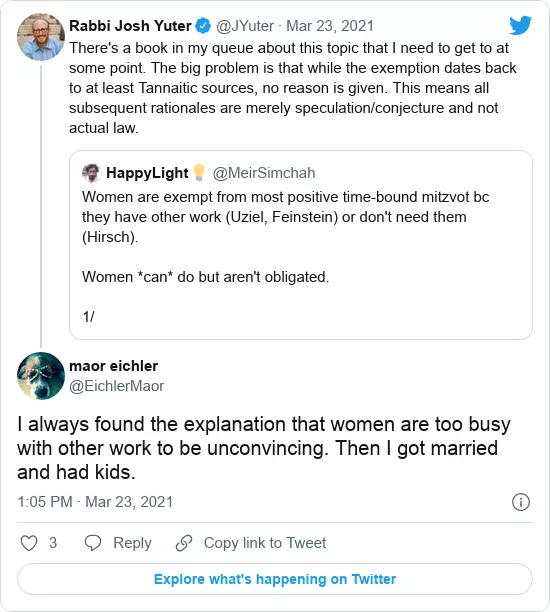 Rabbi Josh Yuter @JYuter · Mar 23, 2021
There's a book in my queue about this topic that I need to get to at
some point. The big problem is that while the exemption dates back
to at least Tannaitic sources, no reason is given. This means all
subsequent rationales are merely speculation/conjecture and not
actual law.
HappyLight💡 @MeirSimchah
Women are exempt from most positive time-bound mitzvot bc
they have other work (Uziel, Feinstein) or don't need them
(Hirsch).
Women *can* do but aren't obligated.
1/
maor eichler
@EichlerMaor
I always found the explanation that women are too busy
with other work to be unconvincing. Then I got married
and had kids.
1:05 PM · Mar 23, 2021
3 Reply Copy link to Tweet
Explore what's happening on Twitter